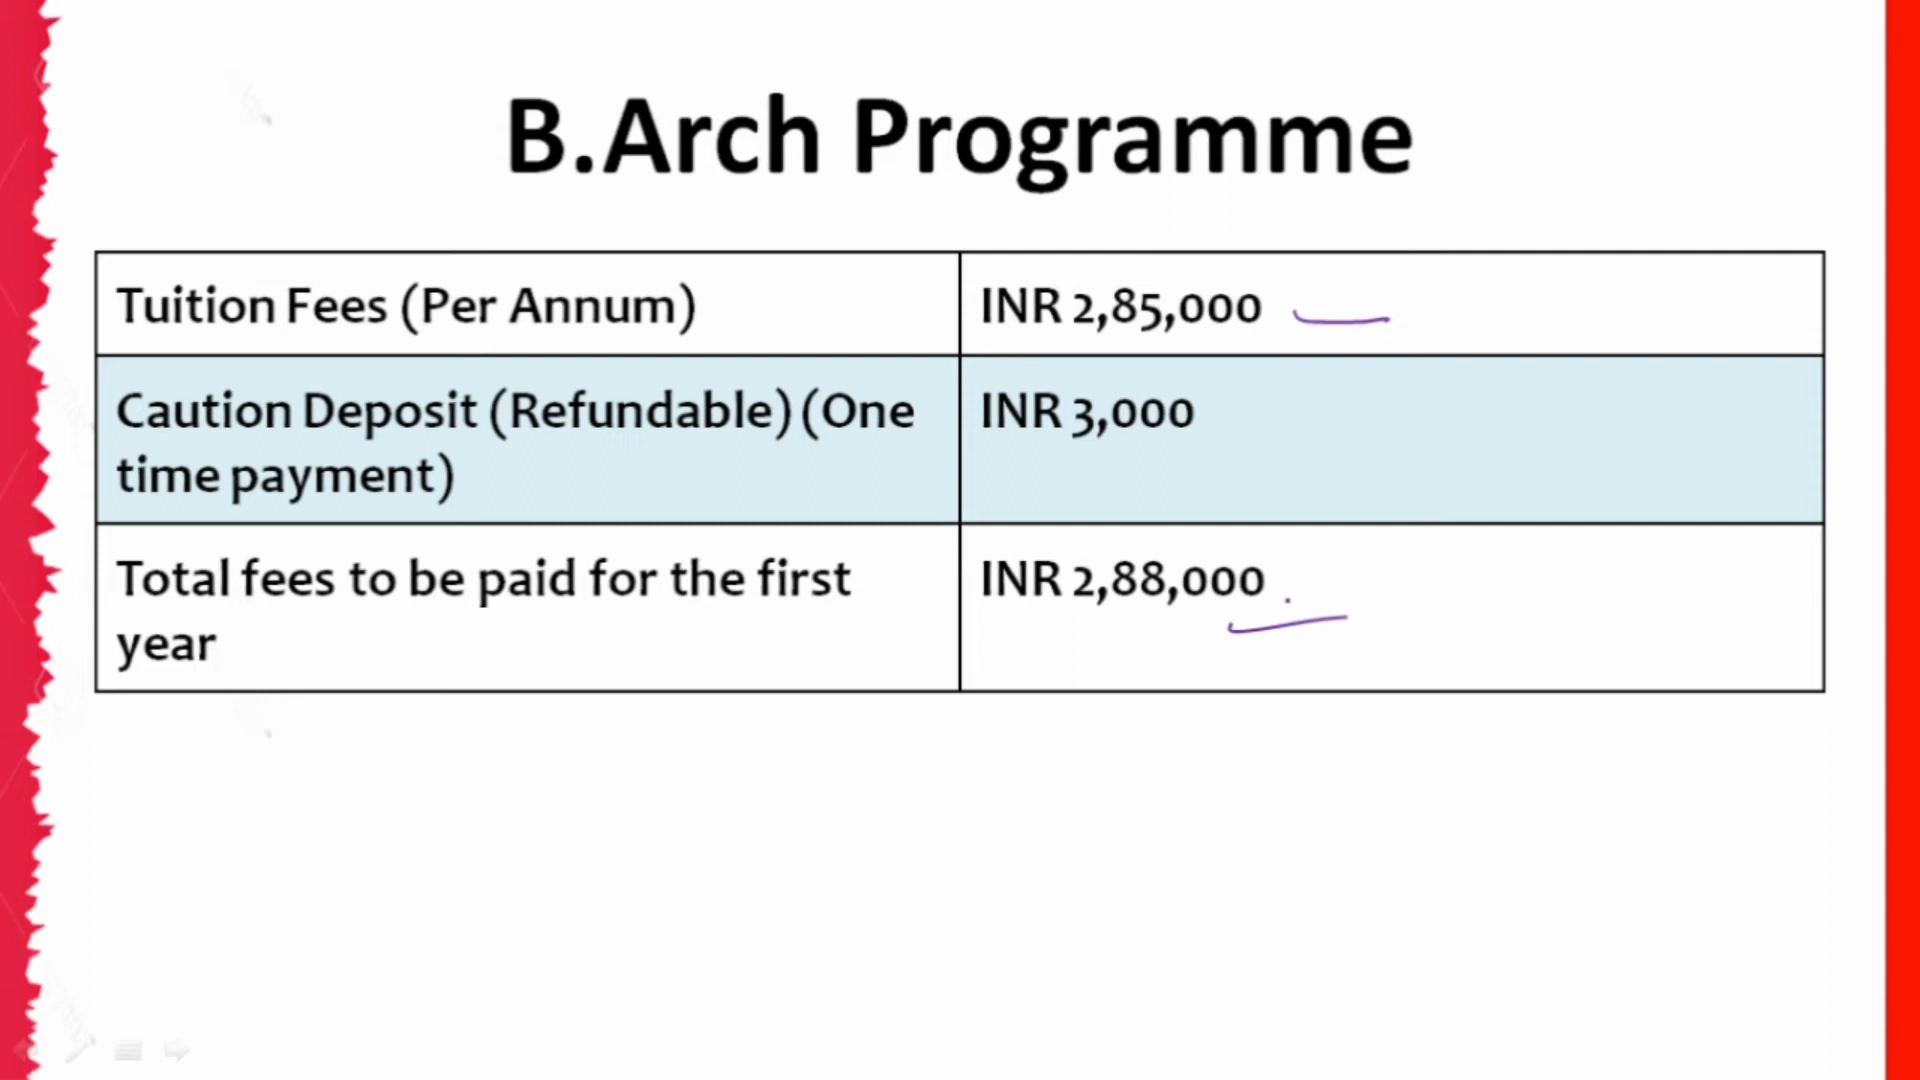 B.Arch Programme
Tuition Fees (Per Annum)
INR 2,85,000
Caution Deposit (Refundable) (One
time payment)
INR 3,000
Total fees to be paid for the first
year
INR 2,88,000